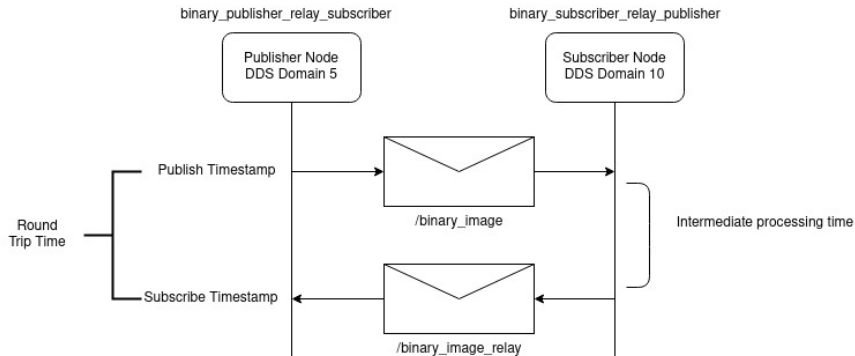 binary_publisher_relay_subscriber
binary_subscriber_relay_publisher
Publisher Node
DDS Domain 5
Subscriber Node
DDS Domain 10
Publish Timestamp
/binary_image
Round
Trip Time
Intermediate processing time
Subscribe Timestamp
/binary_image_relay